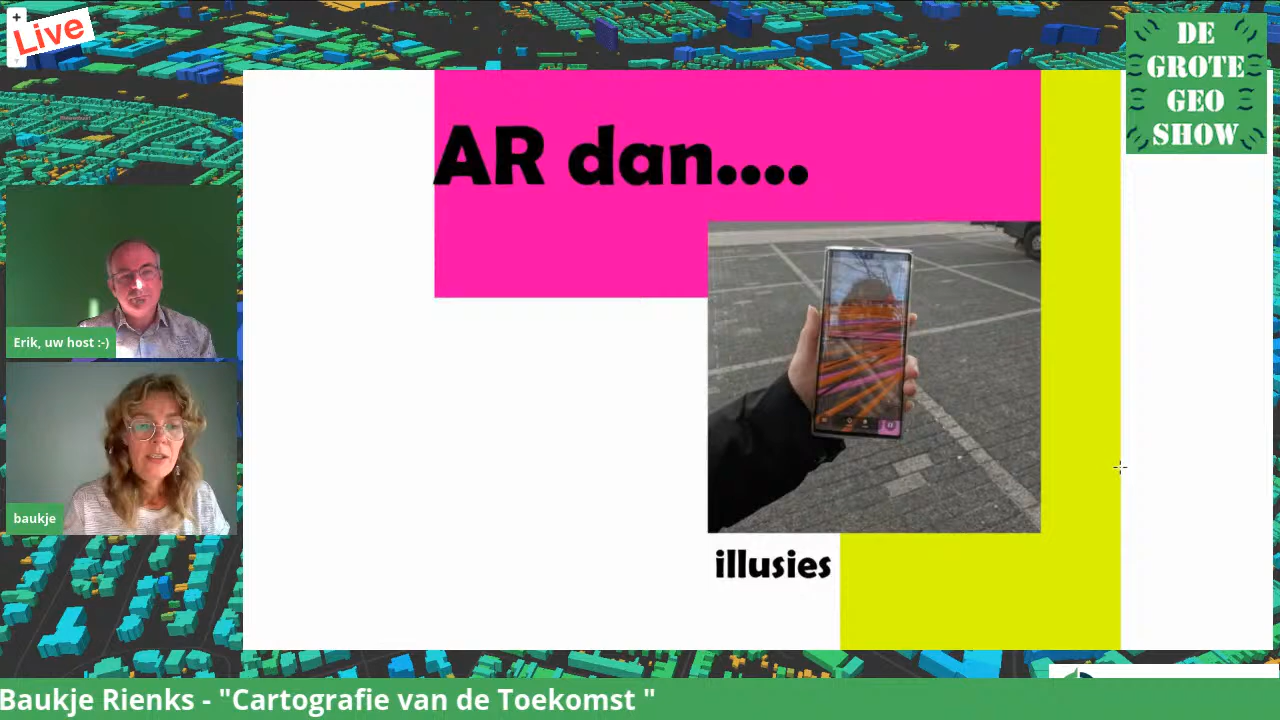 Live
DE
GROTE
GEO
SHOW
AR dan....
Erik, uw host :-)
baukje
illusies
Baukje Rienks - "Cartografie van de Toekomst "